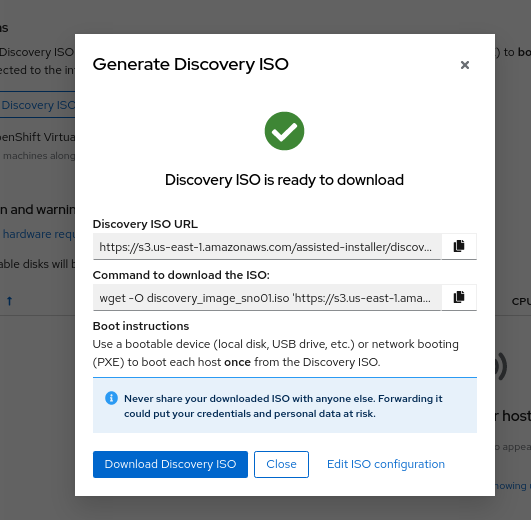 Generate Discovery ISO
Discovery ISO is ready to download
Discovery ISO URL
https://s3.us-east-1.amazonaws.com/assisted-installer/discov...
Command to download the ISO:
wget -O discovery_image_sno01.iso 'https://s3.us-east-1.ama...
Boot instructions
Use a bootable device (local disk, USB drive, etc.) or network booting
(PXE) to boot each host once from the Discovery ISO.
Never share your downloaded ISO with anyone else. Forwarding it
could put your credentials and personal data at risk.
Download Discovery ISO
Close
Edit ISO configuration
Discovery ISO
) to bo
ected to the in
Discovery ISO
enShift Virtua
machines along
n and warnin
hardware requ
able disks will b
CPU
r host